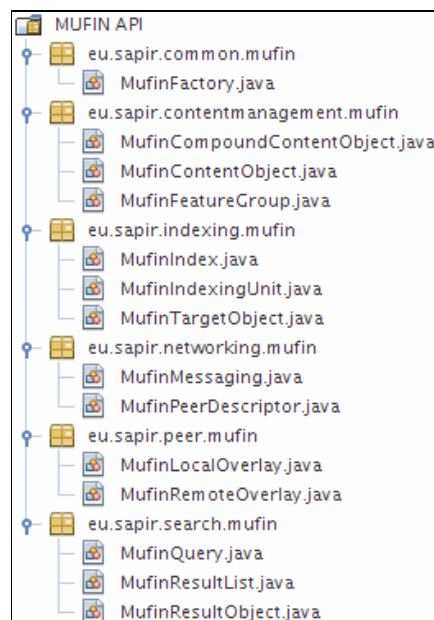 MUFIN API
eu.sapir.common.mufin
MufinFactory.java
eu.sapir.contentmanagement.mufin
MufinCompoundContentObject.java
MufinContentObject.java
MufinFeatureGroup.java
eu.sapir.indexing.mufin
MufinIndex.java
MufinIndexingUnit.java
MufinTargetObject.java
eu.sapir.networking.mufin
MufinMessaging.java
MufinPeerDescriptor.java
eu.sapir.peer.mufin
MufinLocalOverlay.java
MufinRemoteOverlay.java
eu.sapir.search.mufin
MufinQuery.java
MufinResultList.java
MufinResultObject.java